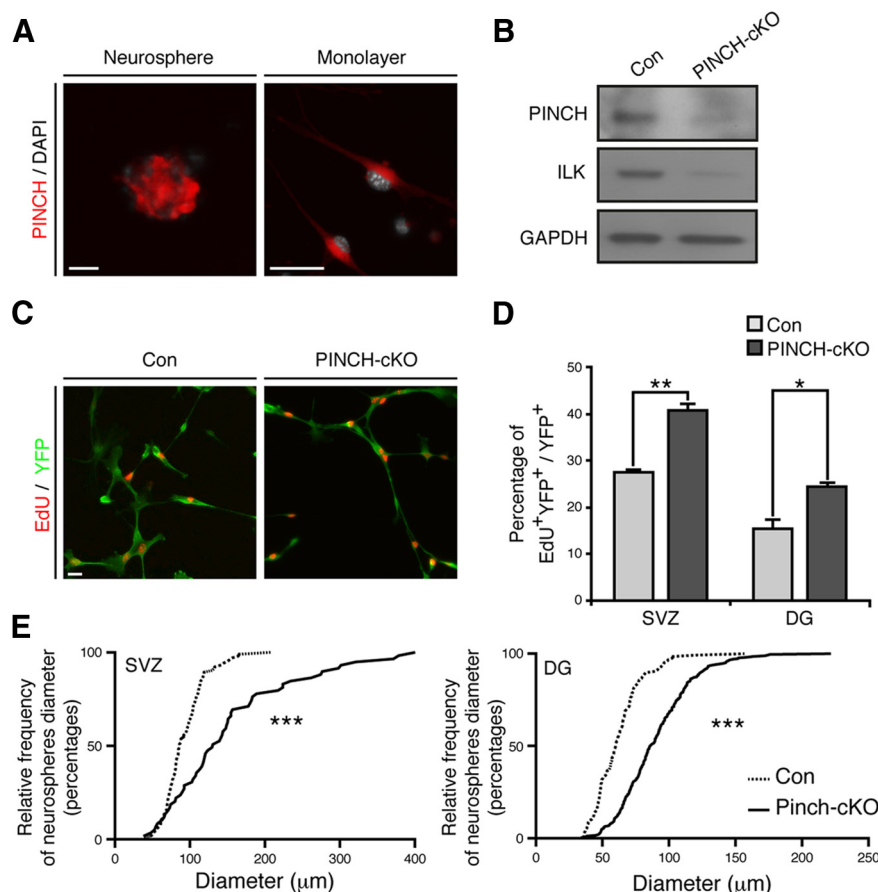 A
Neurosphere
Monolayer
PINCH / DAPI
B
Con
PINCH-cKO
PINCH
ILK
GAPDH
C
Con
PINCH-cKO
EdU / YFP
D
Con
PINCH-cKO
Percentage of
EdU⁺YFP⁺ / YFP⁺
50
40
30
20
10
0
**
*
SVZ
DG
E
Relative frequency
of neurospheres diameter
(percentages)
SVZ
100
50
0
***
0
100
200
300
400
Diameter (μm)
Relative frequency
of neurospheres diameter
(percentages)
DG
100
50
0
***
Con
Pinch-cKO
0
50
100
150
200
250
Diameter (μm)